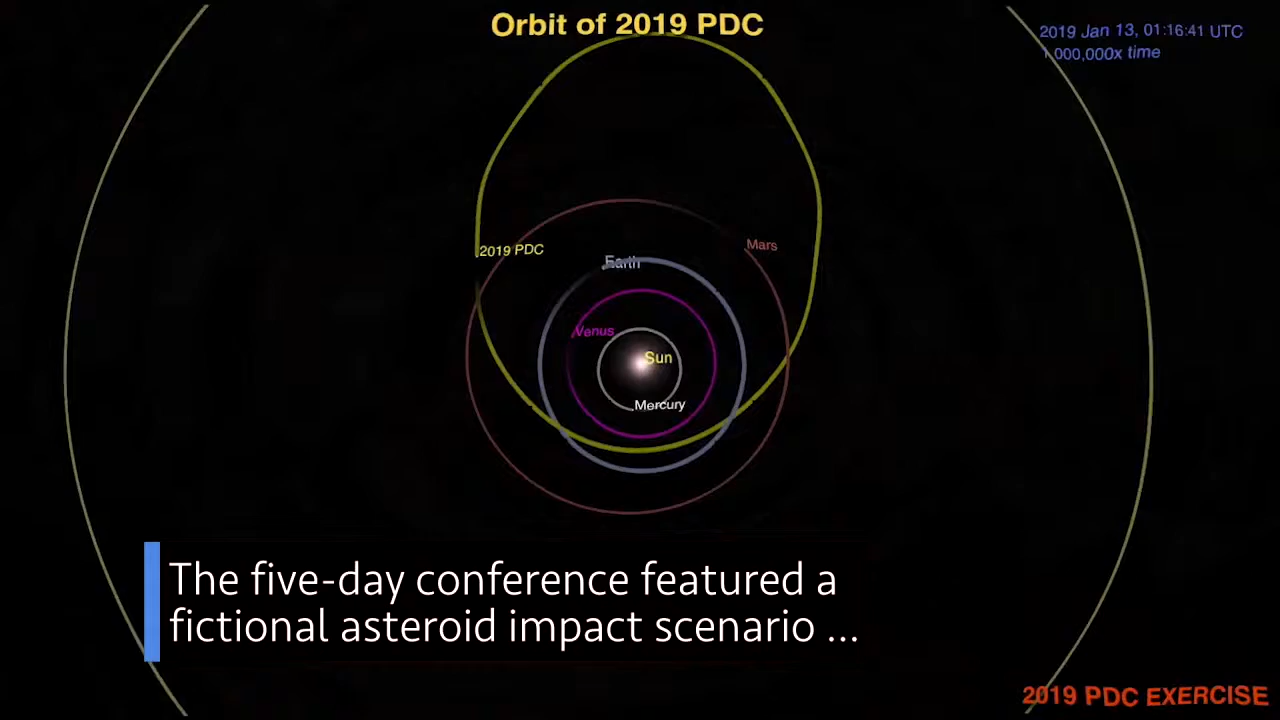 Orbit of 2019 PDC
2019 Jan 13, 01:16:41 UTC
1,000,000x time
2019 PDC
Mars
Earth
Venus
Sun
Mercury
The five-day conference featured a
fictional asteroid impact scenario ...
2019 PDC EXERCISE